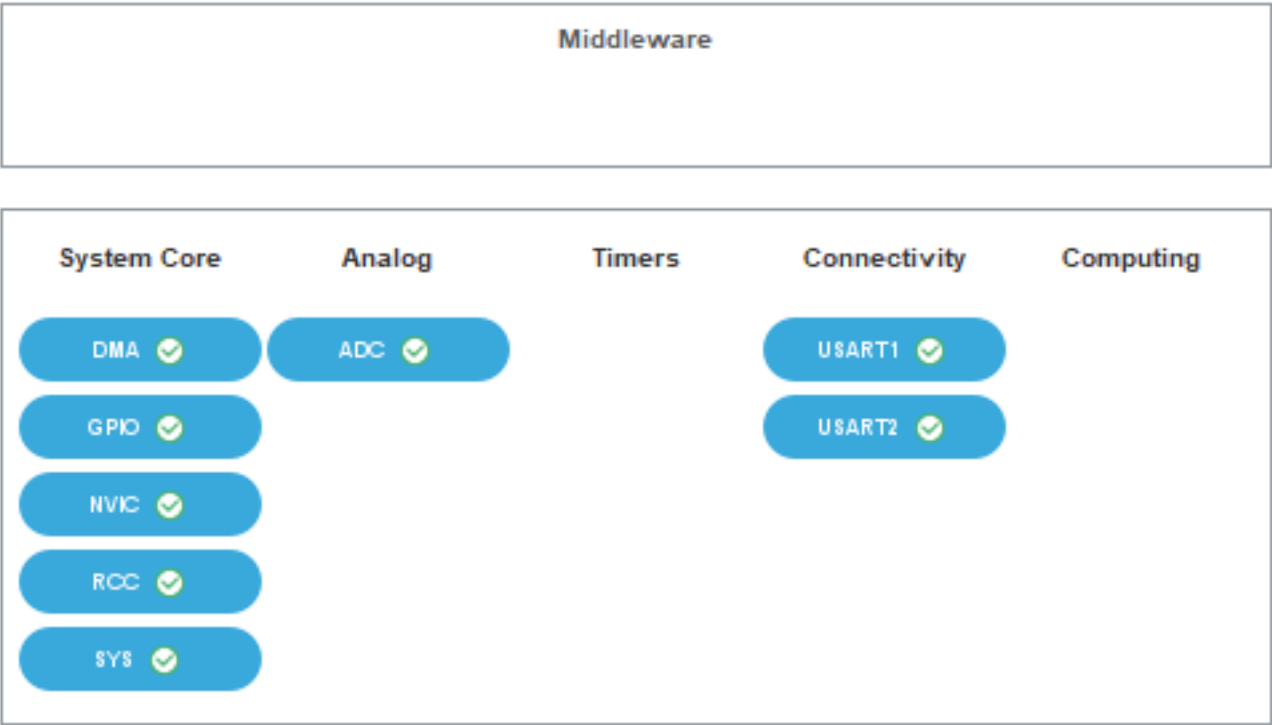 Middleware
System Core Analog Timers Connectivity Computing
DMA ADC USART1
GPIO USART2
NVIC
RCC
SYS